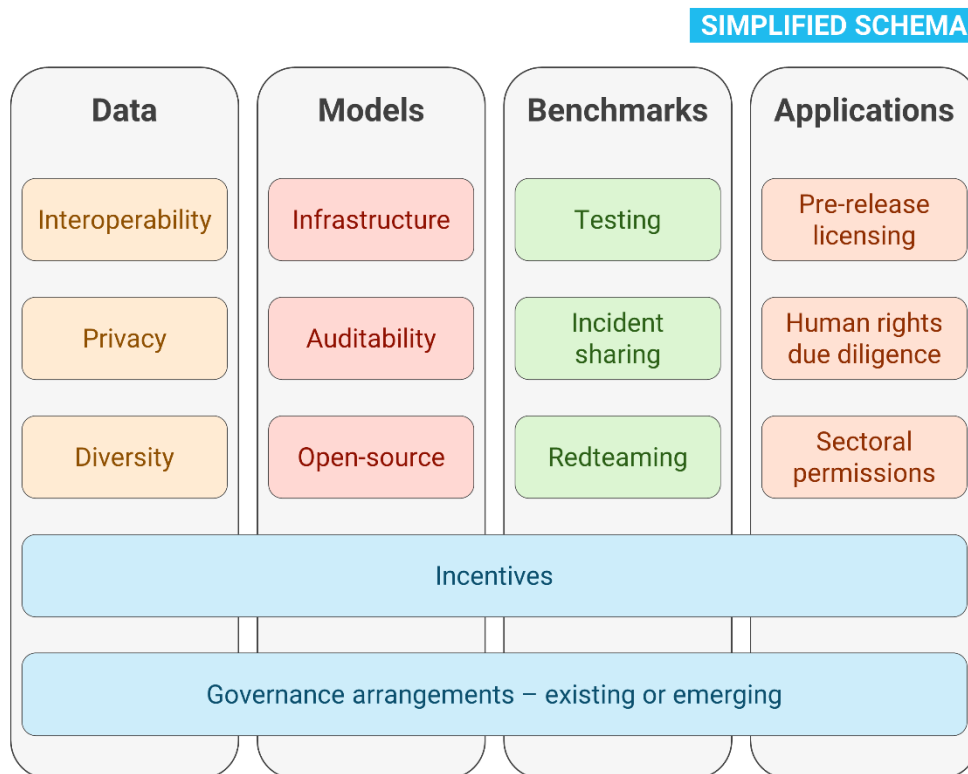 SIMPLIFIED SCHEMA
Data
Models
Benchmarks
Applications
Interoperability
Infrastructure
Testing
Pre-release
licensing
Privacy
Auditability
Incident
sharing
Human rights
due diligence
Diversity
Open-source
Redteaming
Sectoral
permissions
Incentives
Governance arrangements – existing or emerging